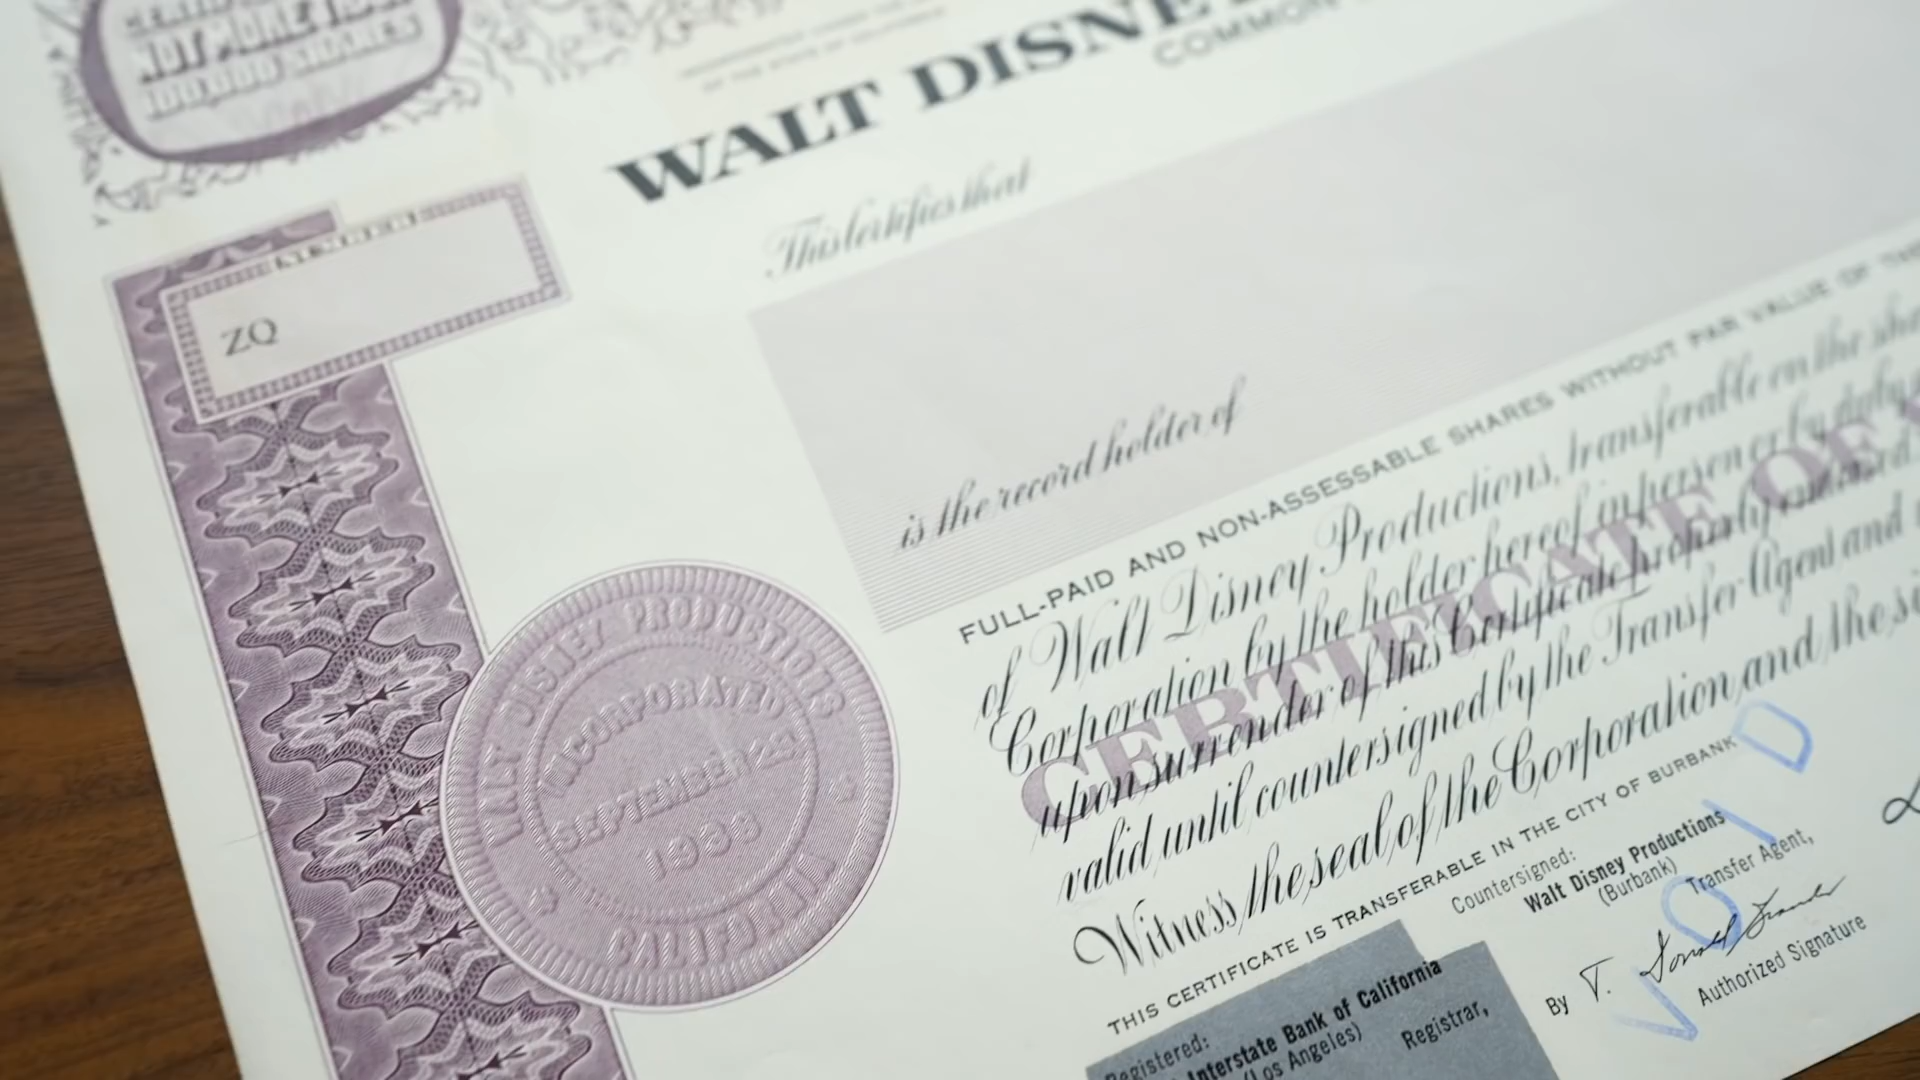 NOT MORE THAN
100,000 SHARES
WALT DISNE
COMMON
This certifies that
ZQ
is the record holder of
FULL-PAID AND NON-ASSESSABLE SHARES WITHOUT PAR VALUE OF THE
of Walt Disney Productions, transferable on the sha
Corporation by the holder hereof in person or by duly
upon surrender of this Certificate properly endorsed.
valid until countersigned by the Transfer Agent and
Witness the seal of the Corporation and the si
CERTIFICATE OF
THIS CERTIFICATE IS TRANSFERABLE IN THE CITY OF BURBANK
WALT DISNEY PRODUCTIONS
INCORPORATED
SEPTEMBER 29
1938
CALIFORNIA
Countersigned:
Walt Disney Productions
(Burbank)
Transfer Agent,
By T.
Authorized Signature
VOID
Registered:
Interstate Bank of California
(Los Angeles)
Registrar,